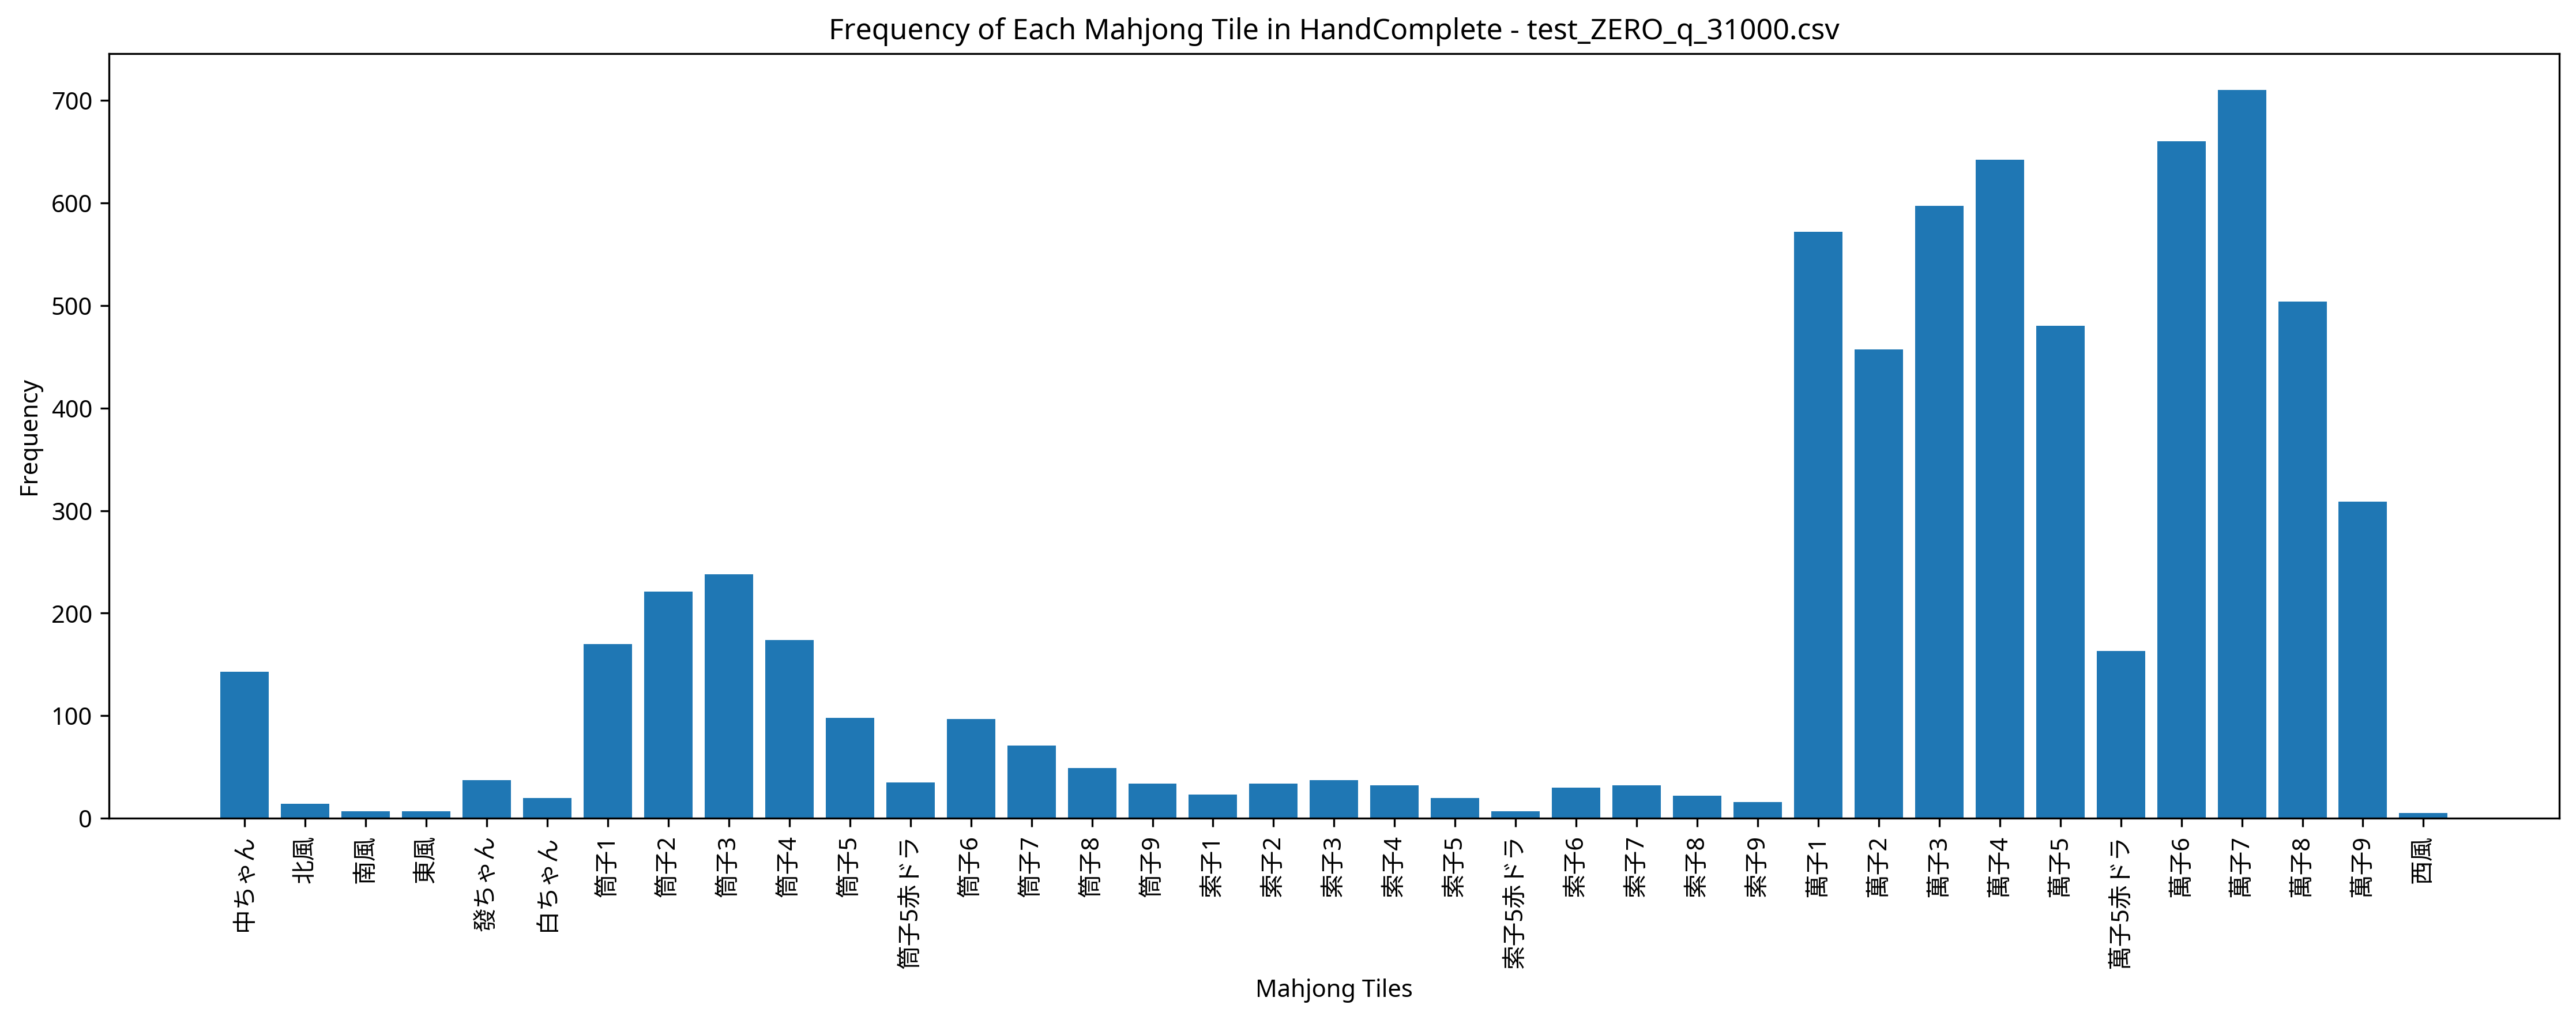 Frequency of Each Mahjong Tile in HandComplete - test_ZERO_q_31000.csv
Frequency
700
600
500
400
300
200
100
0
中ちゃん
北風
南風
東風
發ちゃん
白ちゃん
筒子1
筒子2
筒子3
筒子4
筒子5
筒子5赤ドラ
筒子6
筒子7
筒子8
筒子9
索子1
索子2
索子3
索子4
索子5
索子5赤ドラ
索子6
索子7
索子8
索子9
萬子1
萬子2
萬子3
萬子4
萬子5
萬子5赤ドラ
萬子6
萬子7
萬子8
萬子9
西風
Mahjong Tiles